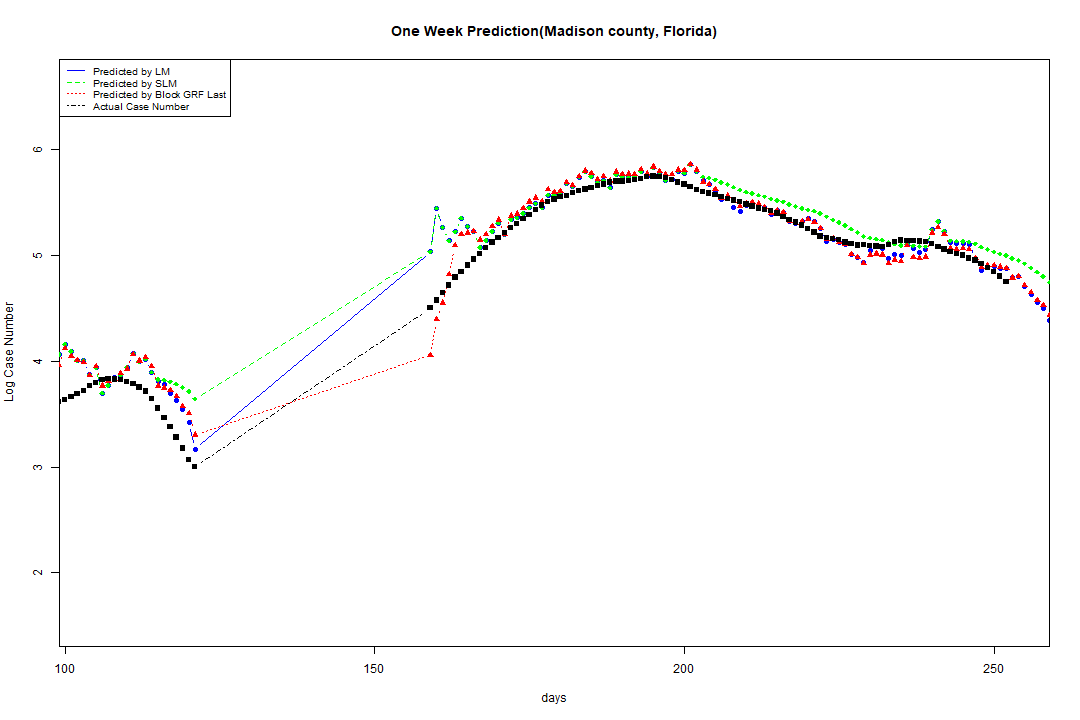 One Week Prediction(Madison county, Florida)
Predicted by LM
Predicted by SLM
Predicted by Block GRF Last
Actual Case Number
6
5
4
3
2
Log Case Number
100 150 200 250
days